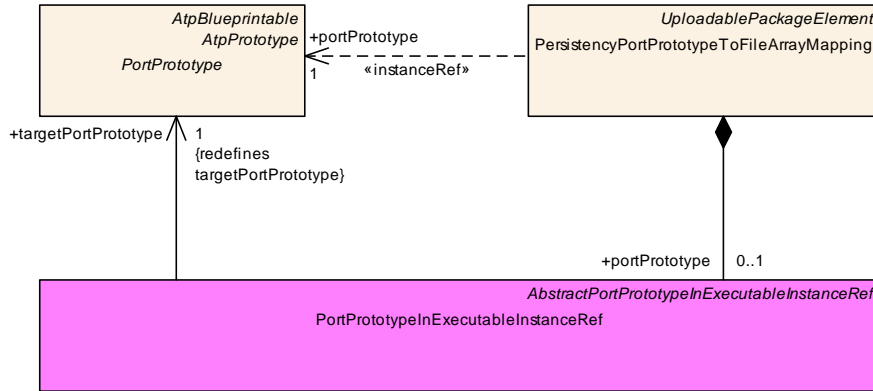 AtpBlueprintable
AtpPrototype
PortPrototype
+portPrototype
1
«instanceRef»
UploadablePackageElement
PersistencyPortPrototypeToFileArrayMapping
+targetPortPrototype
1
{redefines
targetPortPrototype}
+portPrototype
0..1
AbstractPortPrototypeInExecutableInstanceRef
PortPrototypeInExecutableInstanceRef